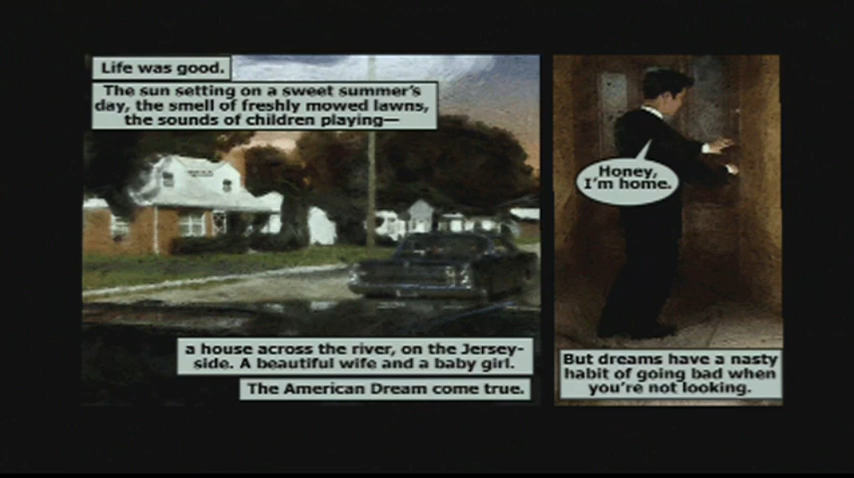 Life was good.
The sun setting on a sweet summer's
day, the smell of freshly mowed lawns,
the sounds of children playing—
a house across the river, on the Jersey-
side. A beautiful wife and a baby girl.
The American Dream come true.
Honey,
I'm home.
But dreams have a nasty
habit of going bad when
you're not looking.